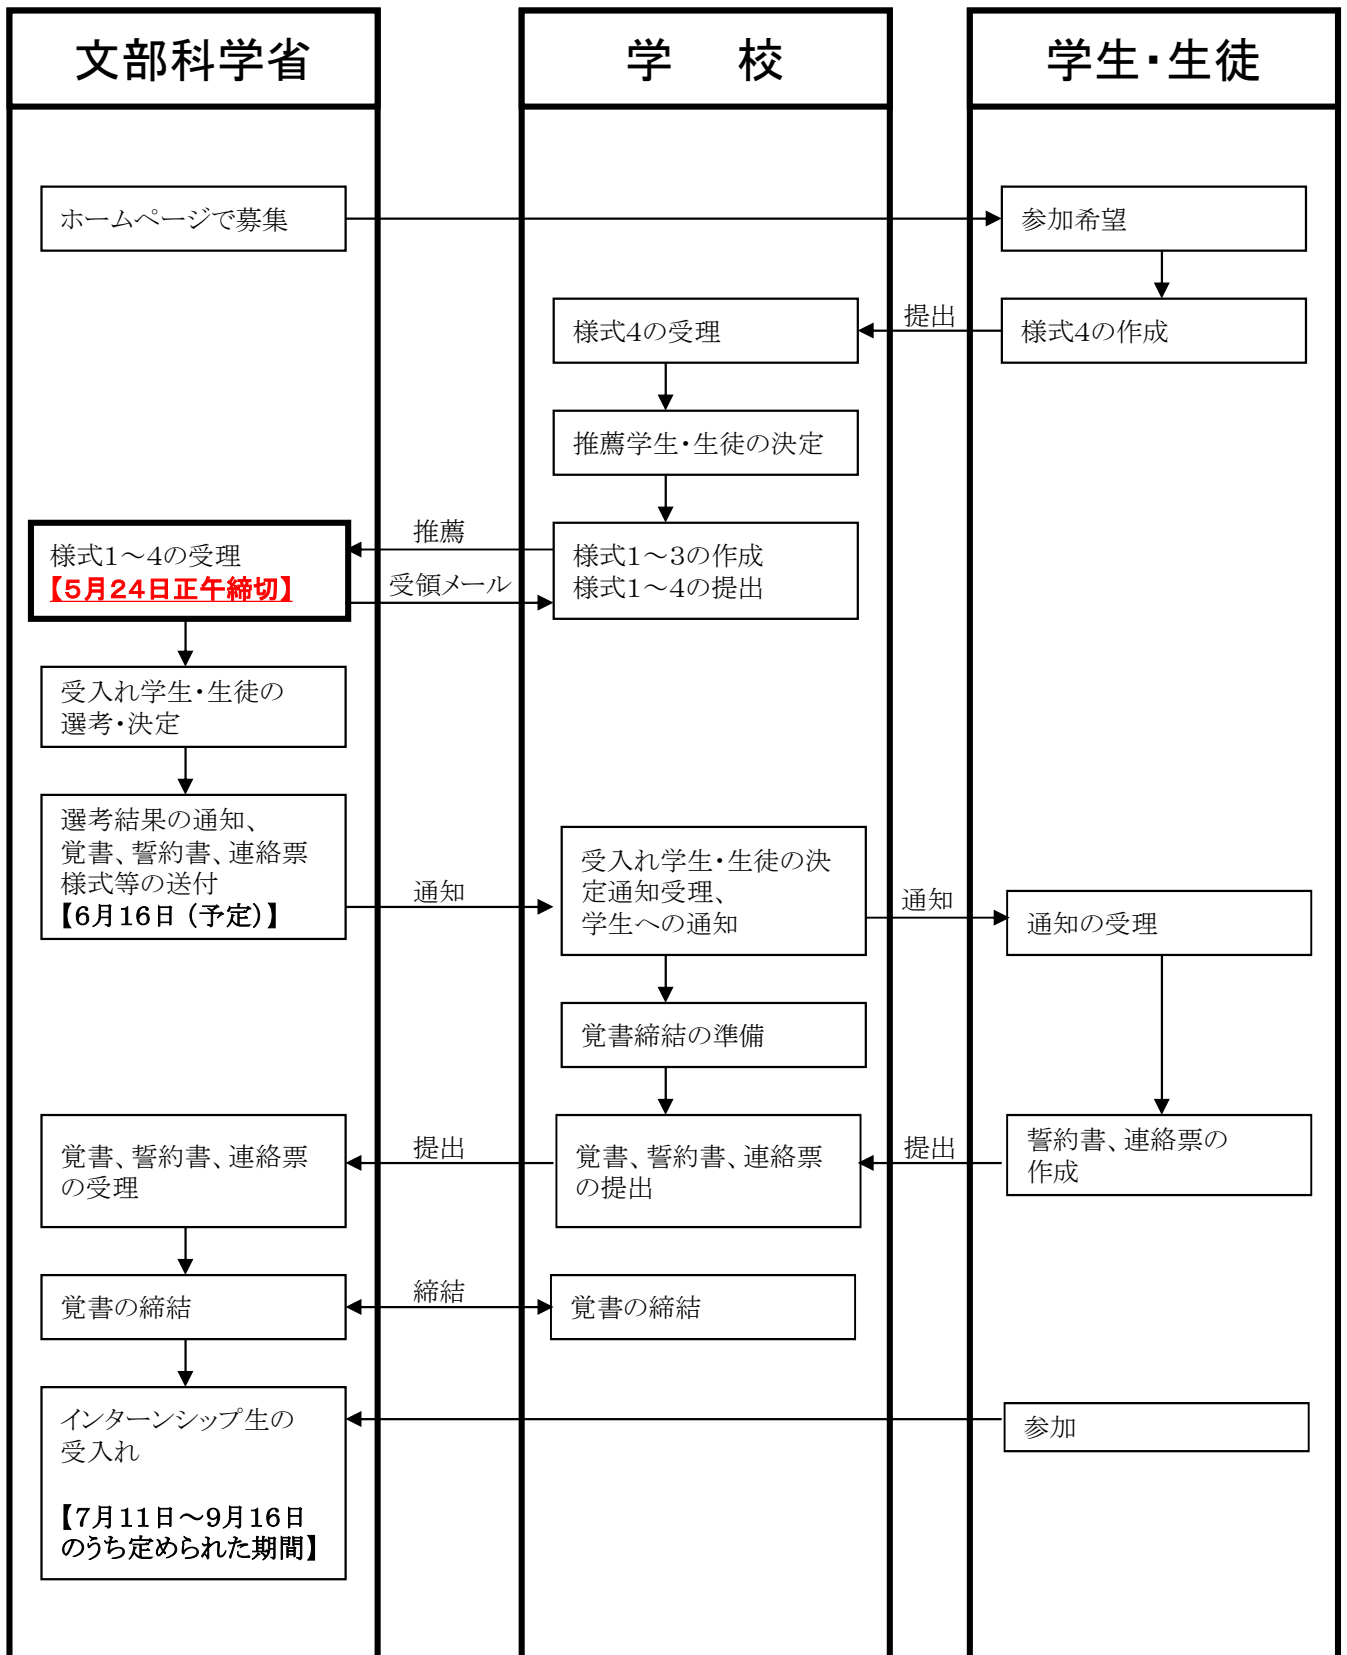 文部科学省
学　校
学生・生徒
ホームページで募集
参加希望
提出
様式4の受理
様式4の作成
推薦学生・生徒の決定
推薦
様式1～4の受理
【5月24日正午締切】
受領メール
様式1～3の作成
様式1～4の提出
受入れ学生・生徒の
選考・決定
選考結果の通知、
覚書、誓約書、連絡票
様式等の送付
【6月16日（予定）】
通知
受入れ学生・生徒の決
定通知受理、
学生への通知
通知
通知の受理
覚書締結の準備
覚書、誓約書、連絡票
の受理
提出
覚書、誓約書、連絡票
の提出
提出
誓約書、連絡票の
作成
覚書の締結
締結
覚書の締結
インターンシップ生の
受入れ
【7月11日～9月16日
のうち定められた期間】
参加